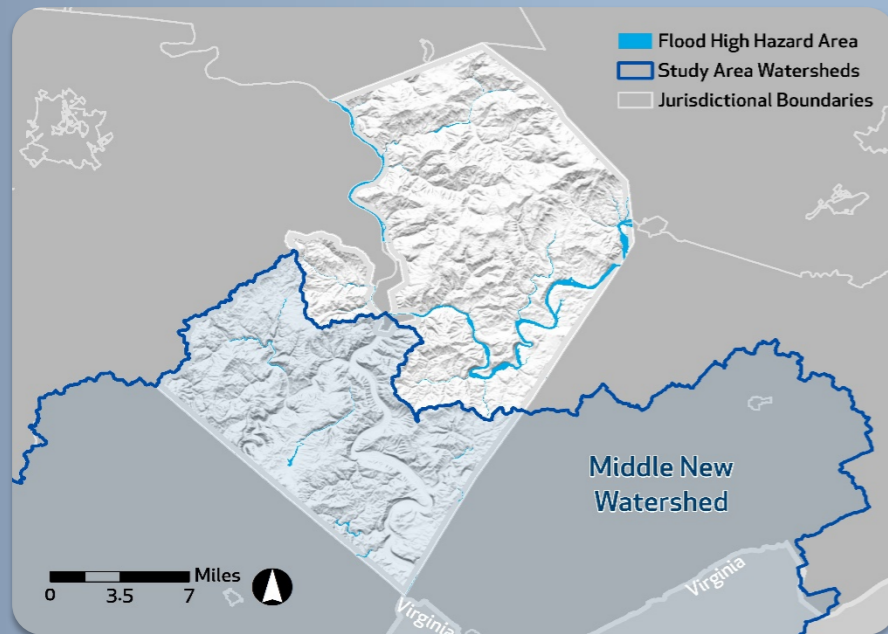 Flood High Hazard Area
Study Area Watersheds
Jurisdictional Boundaries
Middle New
Watershed
Miles
0 3.5 7
Virginia
Virginia